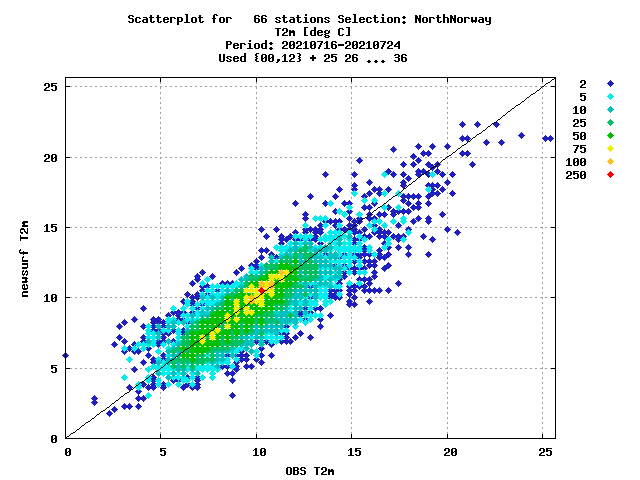 Scatterplot for   66 stations Selection: NorthNorway
T2m [deg C]
Period: 20210716-20210724
Used {00,12} + 25 26 ... 36
25
20
15
10
5
0
newsurf T2m
0 5 10 15 20 25
OBS T2m
2
5
10
25
50
75
100
250